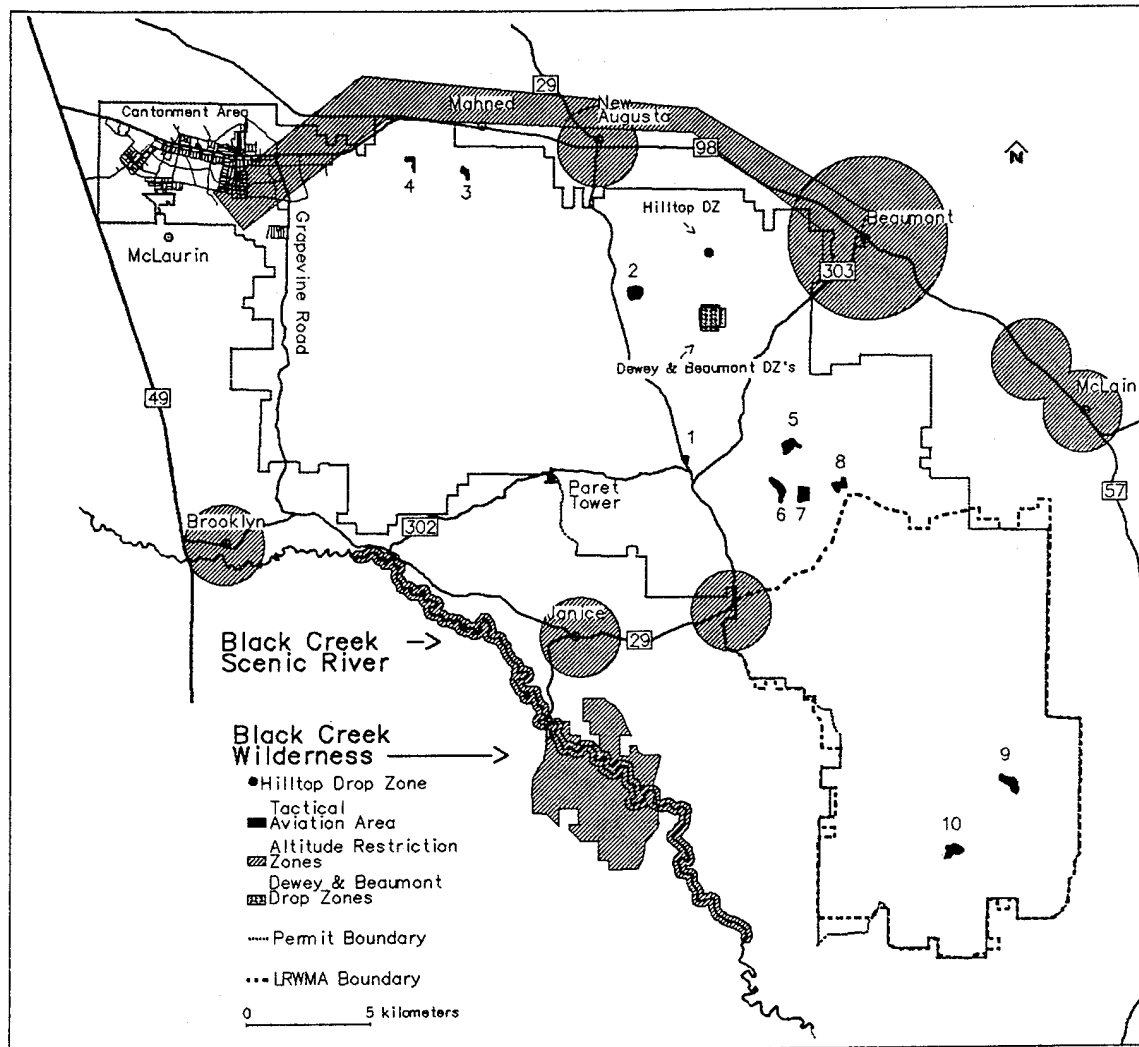 29
Mahned
New
Augusta
Cantonment Area
98
N
4
3
Hilltop DZ
Beaumont
McLaurin
Grapevine Road
2
303
Dewey & Beaumont DZ's
McLain
49
1
5
8
57
6
7
Paret
Tower
Brooklyn
302
Janice
29
Black Creek
Scenic River
Black Creek
Wilderness
9
10
Hilltop Drop Zone
Tactical
Aviation Area
Altitude Restriction
Zones
Dewey & Beaumont
Drop Zones
Permit Boundary
LRWMA Boundary
0 5 kilometers